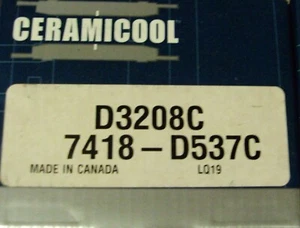 CERAMICOOL
D3208C
7418-D537C
MADE IN CANADA LQ19